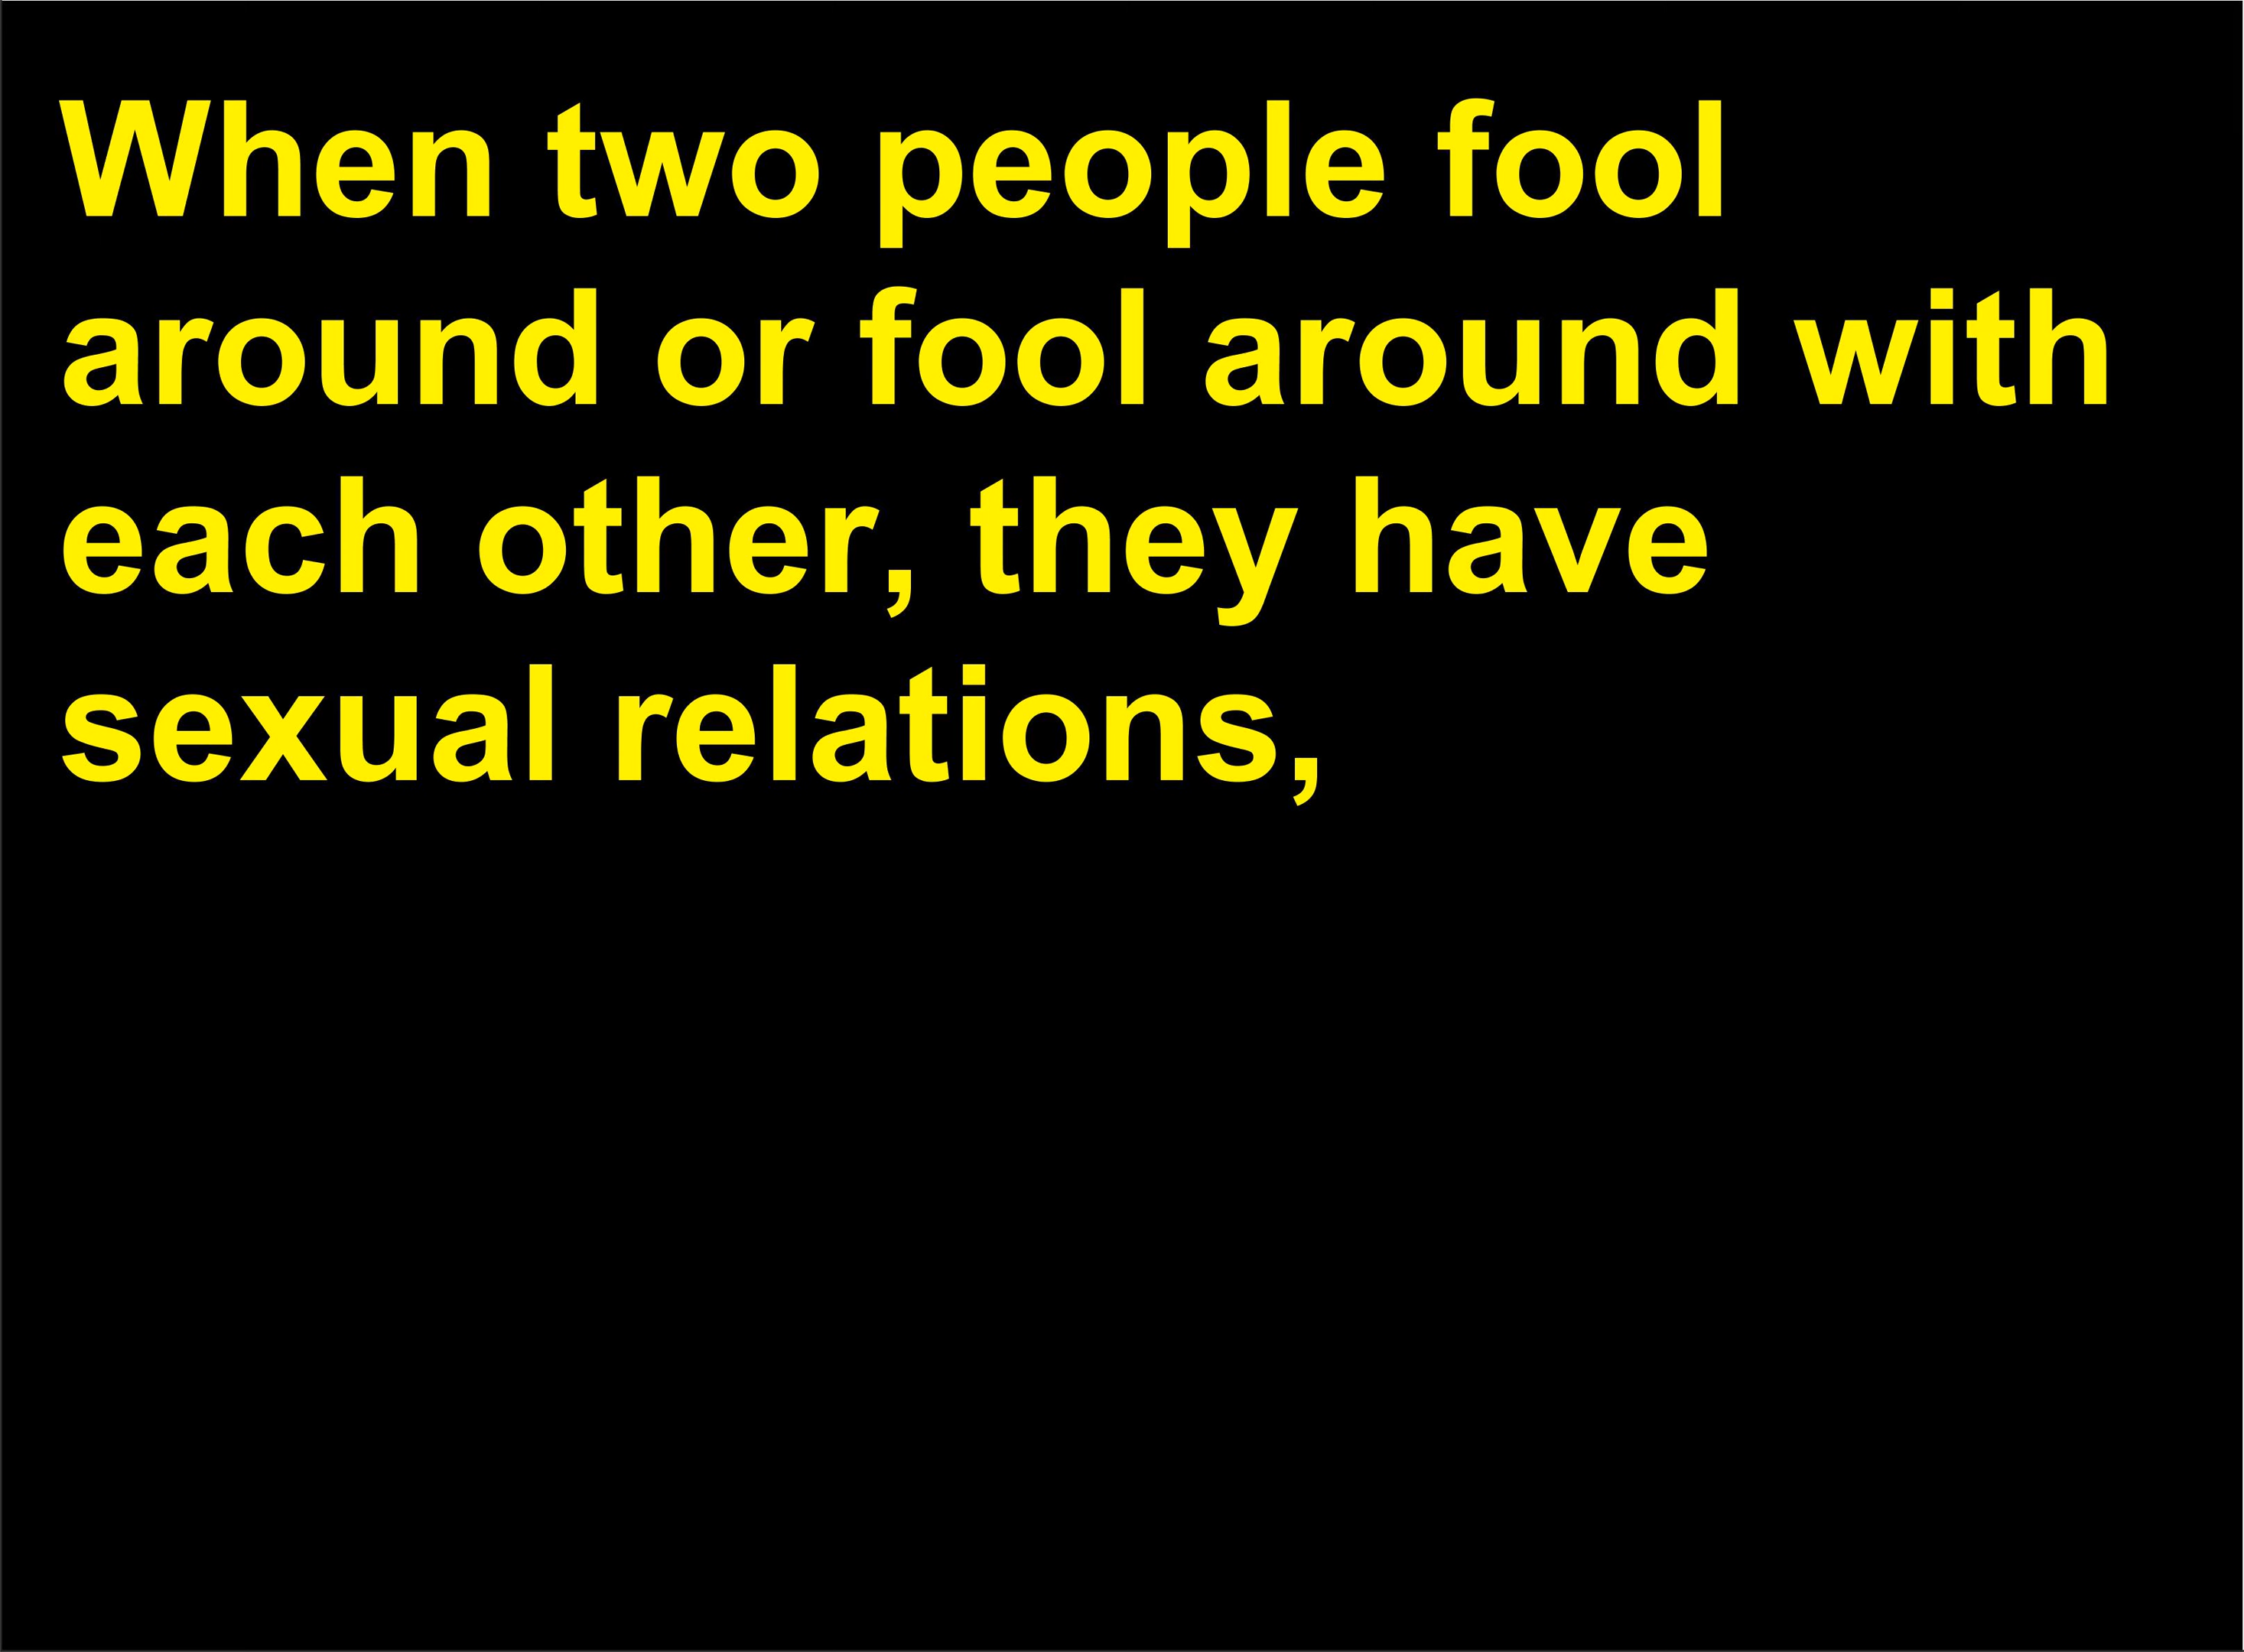 When two people fool
around or fool around with
each other, they have
sexual relations,